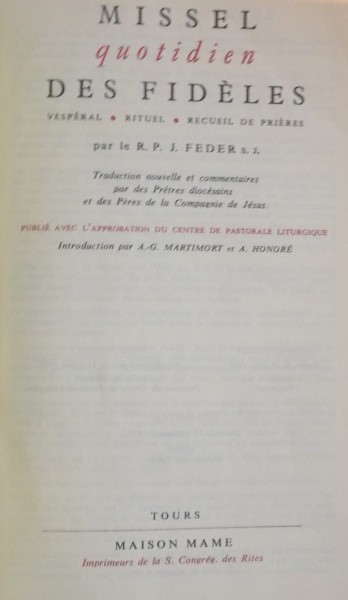 MISSEL
quotidien
DES FIDÈLES
VESPÉRAL • RITUEL • RECUEIL DE PRIÈRES
par le R. P. J. FEDER S. J.
Traduction nouvelle et commentaires
par des Prêtres diocésains
et des Pères de la Compagnie de Jésus.
PUBLIÉ AVEC L'APPROBATION DU CENTRE DE PASTORALE LITURGIQUE
Introduction par A.-G. MARTIMORT et A. HONORÉ
TOURS
MAISON MAME
Imprimeurs de la S. Congrég. des Rites